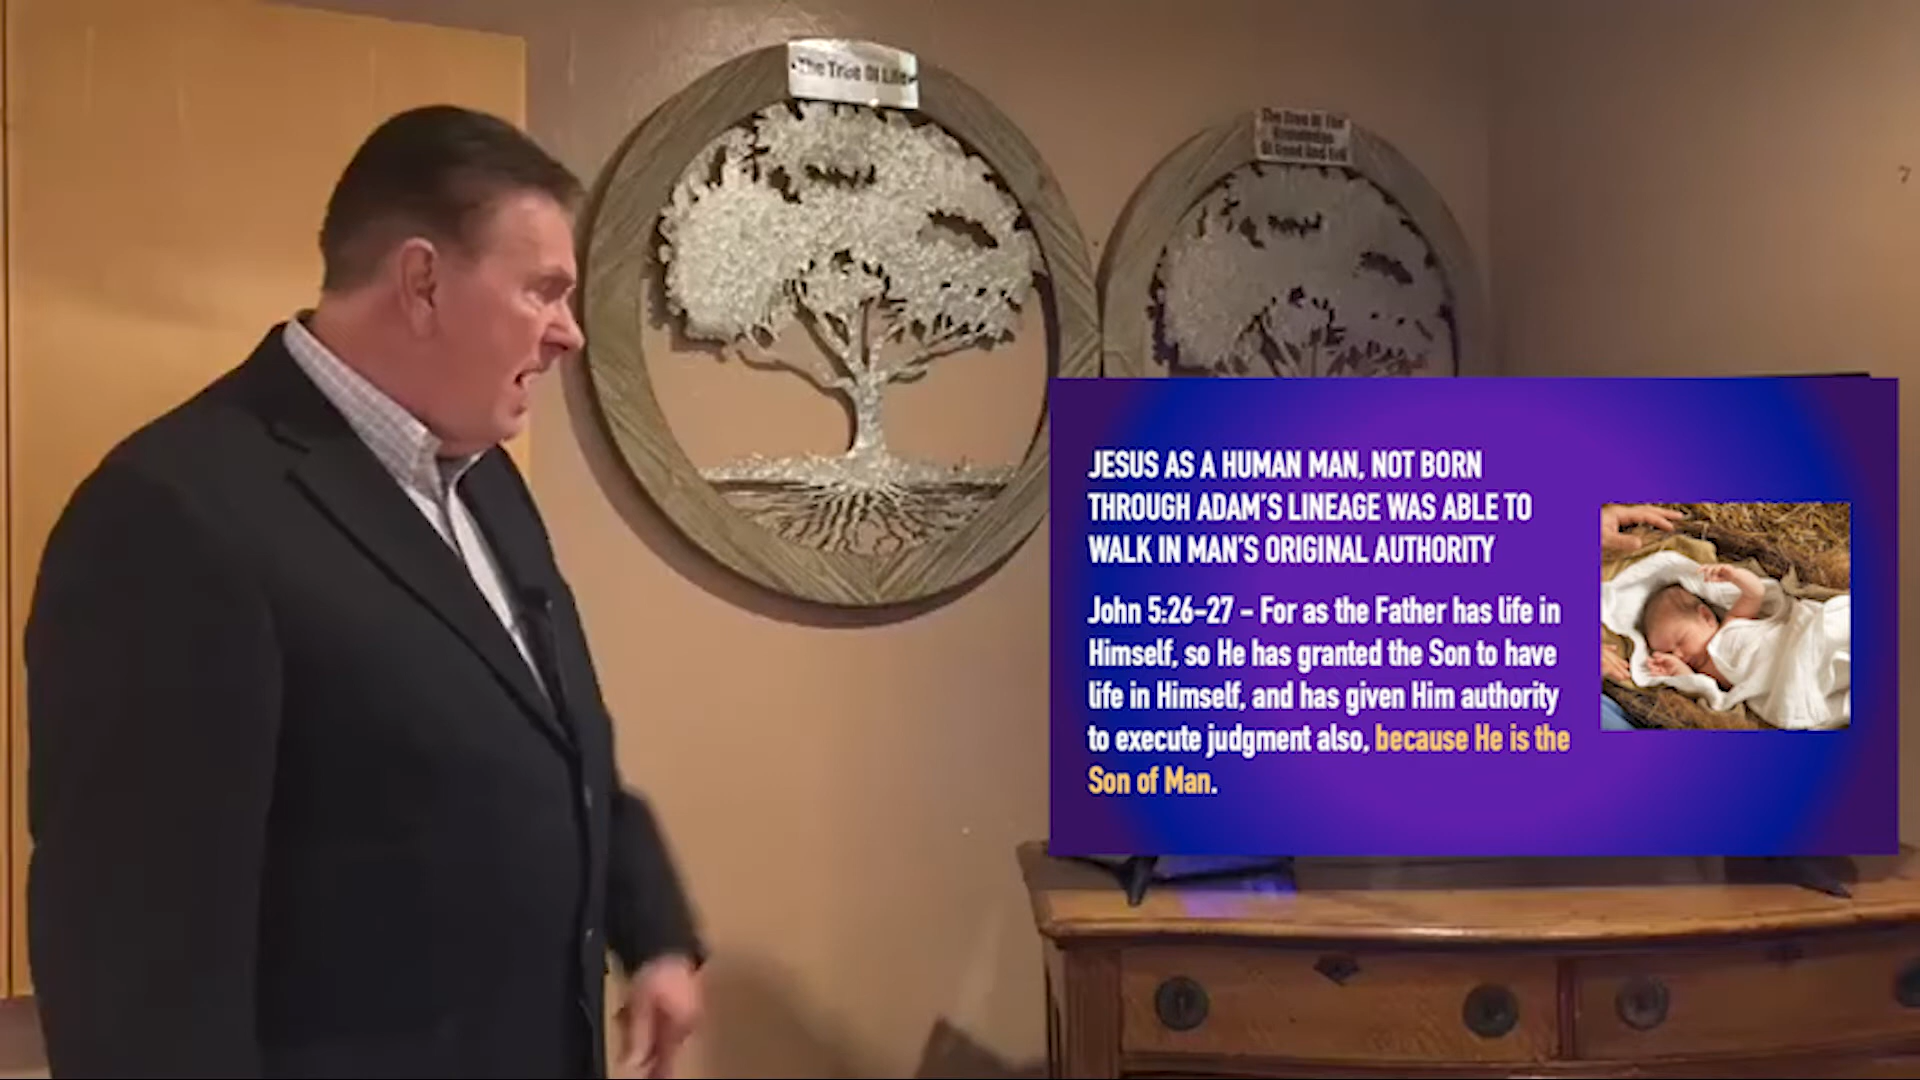 The Tree Of Life
The Tree Of The
Knowledge
Of Good And Evil
JESUS AS A HUMAN MAN, NOT BORN
THROUGH ADAM'S LINEAGE WAS ABLE TO
WALK IN MAN'S ORIGINAL AUTHORITY
John 5:26-27 – For as the Father has life in
Himself, so He has granted the Son to have
life in Himself, and has given Him authority
to execute judgment also, because He is the
Son of Man.